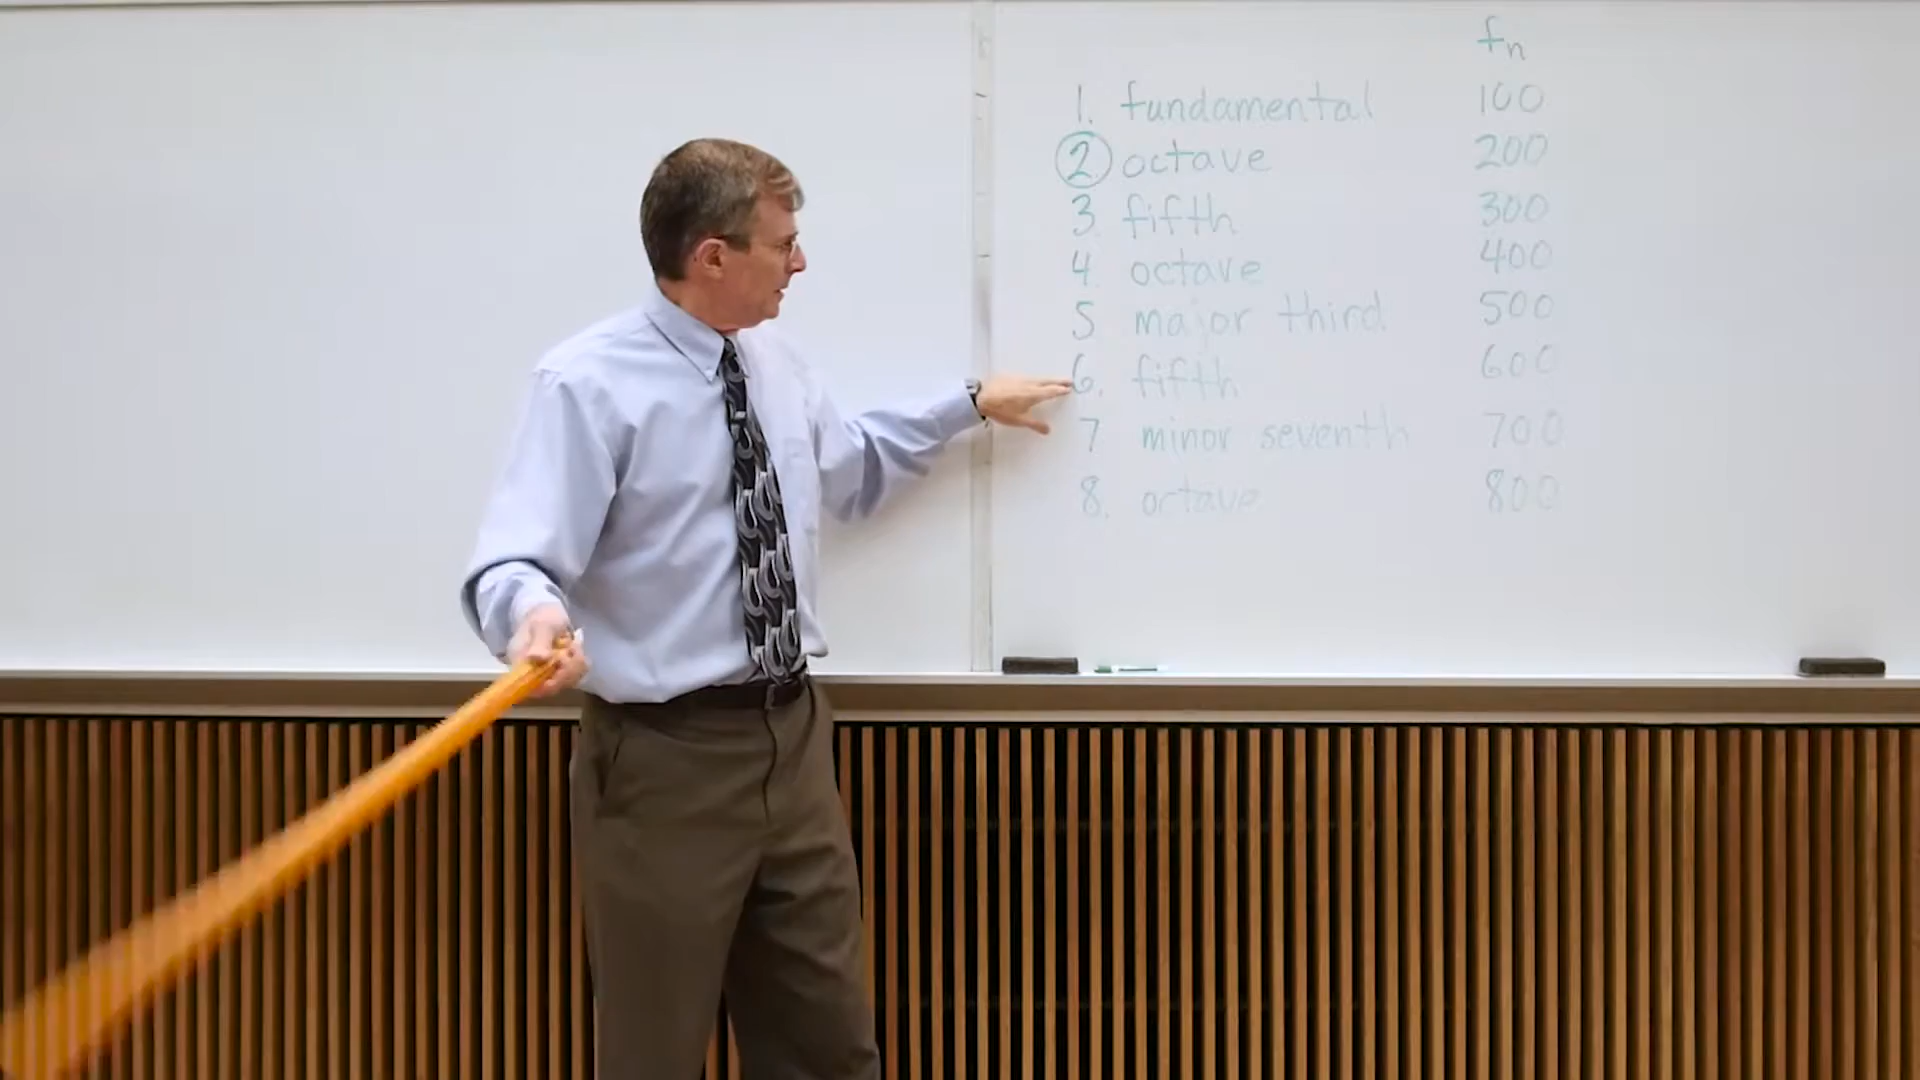 fn
1. fundamental 100
2. octave 200
3. fifth 300
4. octave 400
5 major third 500
6. fifth 600
7 minor seventh 700
8. octave 800